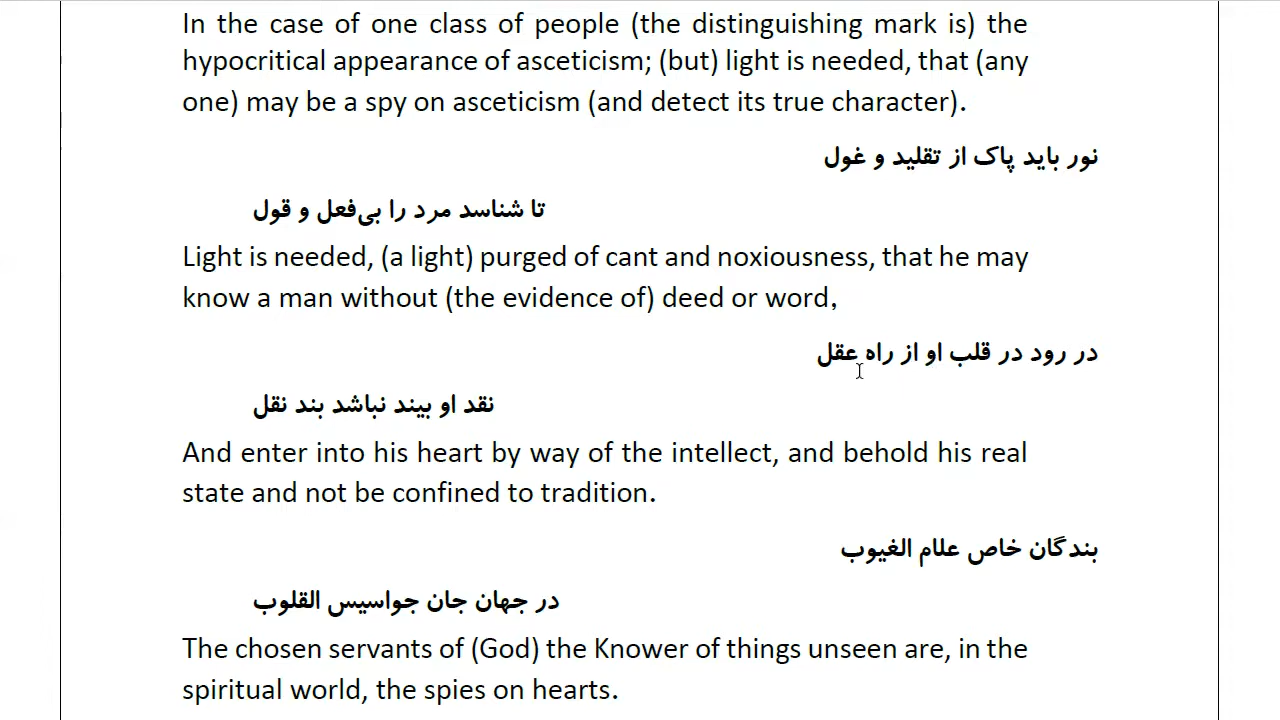 In the case of one class of people (the distinguishing mark is) the
hypocritical appearance of asceticism; (but) light is needed, that (any
one) may be a spy on asceticism (and detect its true character).
نور باید پاک از تقلید و غول
تا شناسد مرد را بی‌فعل و قول
Light is needed, (a light) purged of cant and noxiousness, that he may
know a man without (the evidence of) deed or word,
در رود در قلب او از راه عقل
نقد او بیند نباشد بند نقل
And enter into his heart by way of the intellect, and behold his real
state and not be confined to tradition.
بندگان خاص علام الغیوب
در جهان جان جواسیس القلوب
The chosen servants of (God) the Knower of things unseen are, in the
spiritual world, the spies on hearts.